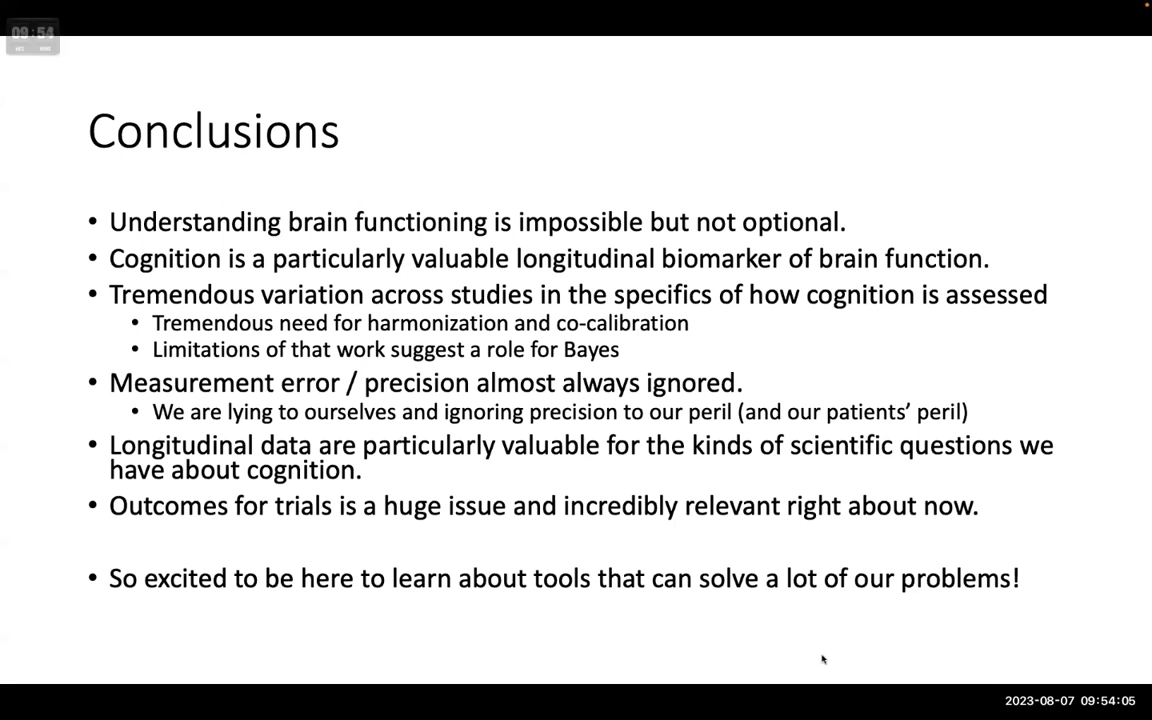 09:54
Conclusions
• Understanding brain functioning is impossible but not optional.
• Cognition is a particularly valuable longitudinal biomarker of brain function.
• Tremendous variation across studies in the specifics of how cognition is assessed
• Tremendous need for harmonization and co-calibration
• Limitations of that work suggest a role for Bayes
• Measurement error / precision almost always ignored.
• We are lying to ourselves and ignoring precision to our peril (and our patients’ peril)
• Longitudinal data are particularly valuable for the kinds of scientific questions we
have about cognition.
• Outcomes for trials is a huge issue and incredibly relevant right about now.
• So excited to be here to learn about tools that can solve a lot of our problems!
2023-08-07 09:54:05